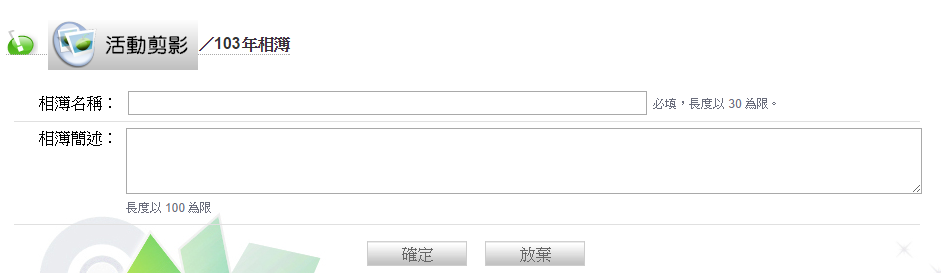 活動剪影 ／103年相簿
相簿名稱： 必填，長度以 30 為限。
相簿簡述：
長度以 100 為限
確定 放棄